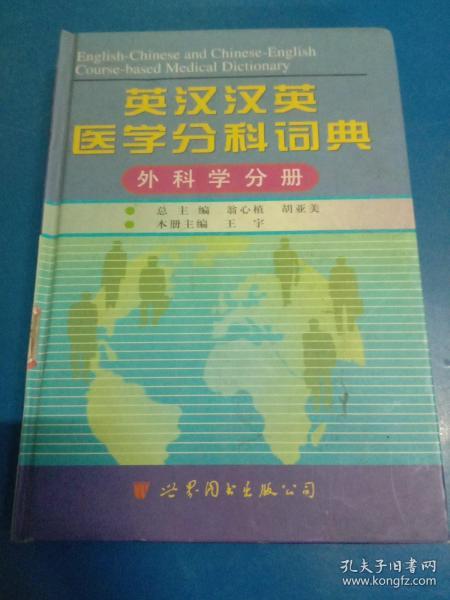 English-Chinese and Chinese-English
Course-based Medical Dictionary
英汉汉英
医学分科词典
外科学分册
总主编 翁心植 胡亚美
本册主编 王宇
世界图书出版公司
孔夫子旧书网
www.kongfz.com